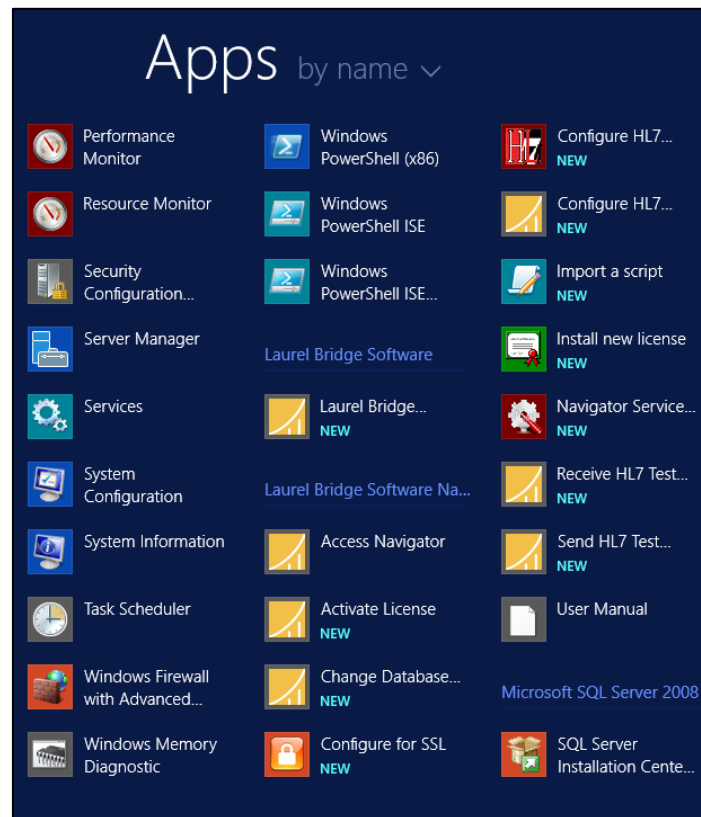 Apps by name
Performance
Monitor
Resource Monitor
Security
Configuration...
Server Manager
Services
System
Configuration
System Information
Task Scheduler
Windows Firewall
with Advanced...
Windows Memory
Diagnostic
Windows
PowerShell (x86)
Windows
PowerShell ISE
Windows
PowerShell ISE...
Laurel Bridge Software
Laurel Bridge...
NEW
Laurel Bridge Software Na...
Access Navigator
Activate License
NEW
Change Database...
NEW
Configure for SSL
NEW
H7
Configure HL7...
NEW
Configure HL7...
NEW
Import a script
NEW
Install new license
NEW
Navigator Service...
NEW
Receive HL7 Test...
NEW
Send HL7 Test...
NEW
User Manual
Microsoft SQL Server 2008
SQL Server
Installation Cente...